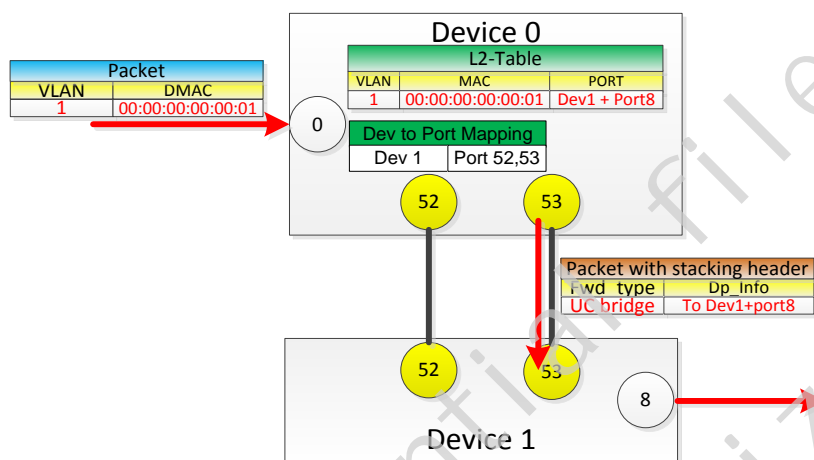 Device 0
L2-Table
VLAN MAC PORT
1 00:00:00:00:00:01 Dev1 + Port8
Packet
VLAN DMAC
1 00:00:00:00:00:01
0
Dev to Port Mapping
Dev 1 Port 52,53
52 53
Packet with stacking header
Fwd type Dp_Info
UC bridge To Dev1+port8
52 53
8
Device 1